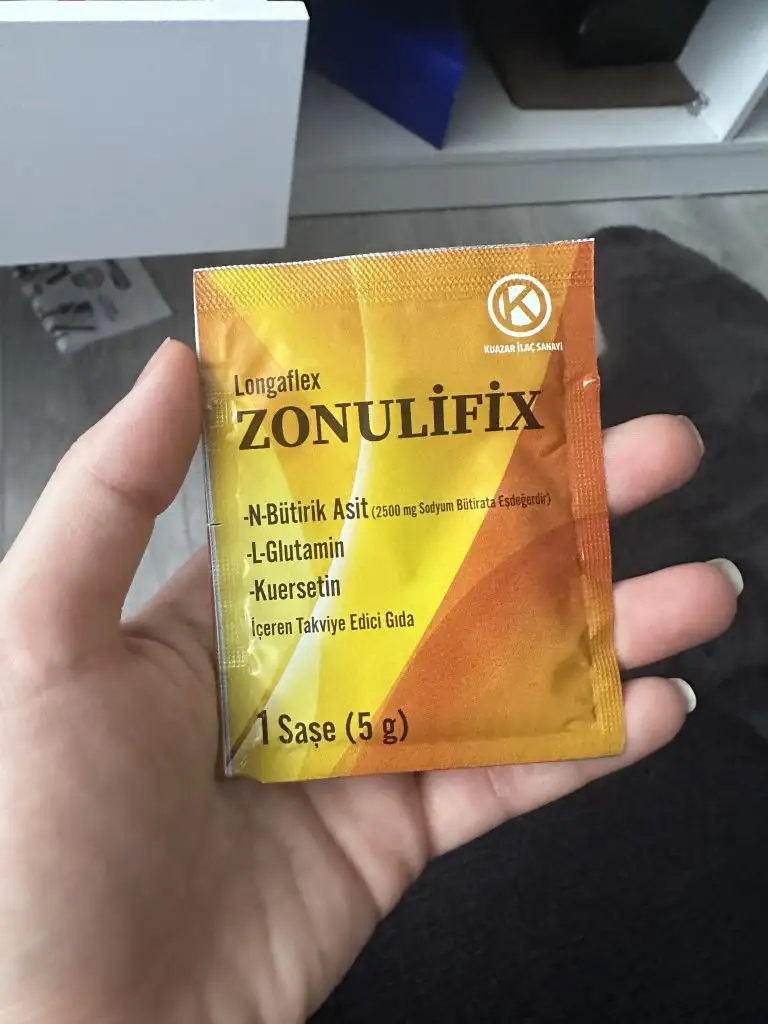 K
KUAZAR İLAÇ SANAYİ
Longaflex
ZONULİFİX
-N-Bütirik Asit (2500 mg Sodyum Bütirata Eşdeğerdir)
-L-Glutamin
-Kuersetin
İçeren Takviye Edici Gıda
1 Saşe (5 g)